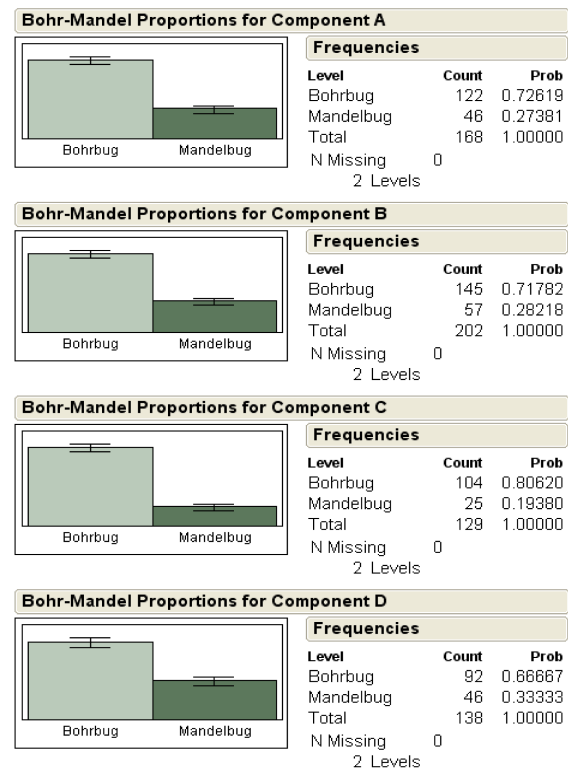 Bohr-Mandel Proportions for Component A
Frequencies
Level Count Prob
Bohrbug 122 0.72619
Mandelbug 46 0.27381
Total 168 1.00000
N Missing 0
2 Levels
Bohrbug Mandelbug
Bohr-Mandel Proportions for Component B
Frequencies
Level Count Prob
Bohrbug 145 0.71782
Mandelbug 57 0.28218
Total 202 1.00000
N Missing 0
2 Levels
Bohrbug Mandelbug
Bohr-Mandel Proportions for Component C
Frequencies
Level Count Prob
Bohrbug 104 0.80620
Mandelbug 25 0.19380
Total 129 1.00000
N Missing 0
2 Levels
Bohrbug Mandelbug
Bohr-Mandel Proportions for Component D
Frequencies
Level Count Prob
Bohrbug 92 0.66667
Mandelbug 46 0.33333
Total 138 1.00000
N Missing 0
2 Levels
Bohrbug Mandelbug